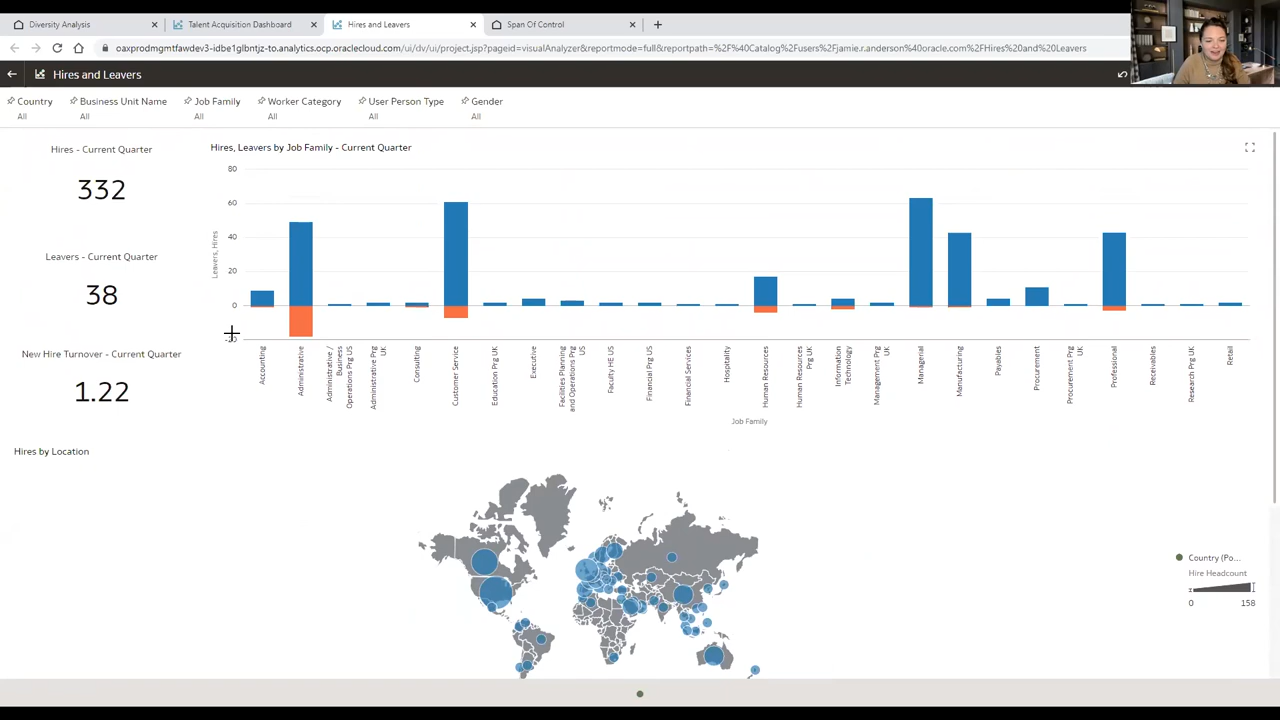 Diversity Analysis
Talent Acquisition Dashboard
Hires and Leavers
Span Of Control
oaxprodmgmtfawdev3-idbe1glbntjz-to.analytics.ocp.oraclecloud.com/ui/dv/ui/project.jsp?pageid=visualAnalyzer&reportmode=full&reportpath=%2F%40Catalog%2Fusers%2Fjamie.r.anderson%40oracle.com%2FHires%20and%20Leavers
Hires and Leavers
Country Business Unit Name Job Family Worker Category User Person Type Gender
All All All All All All
Hires - Current Quarter
332
Leavers - Current Quarter
38
New Hire Turnover - Current Quarter
1.22
Hires, Leavers by Job Family - Current Quarter
80
60
40
20
0
Leavers, Hires
Accounting
Administrative
Administrative /
Business
Operations Prg US
Administrative Prg
UK
Consulting
Customer Service
Education Prg UK
Executive
Facilities Planning
and Operations Prg
US
Faculty HE US
Financial Prg US
Financial Services
Hospitality
Human Resources
Human Resources
Prg UK
Information
Technology
Management Prg
UK
Managerial
Manufacturing
Payables
Procurement
Procurement Prg
UK
Professional
Receivables
Research Prg UK
Retail
Job Family
Hires by Location
Country (Po...
Hire Headcount
0 158